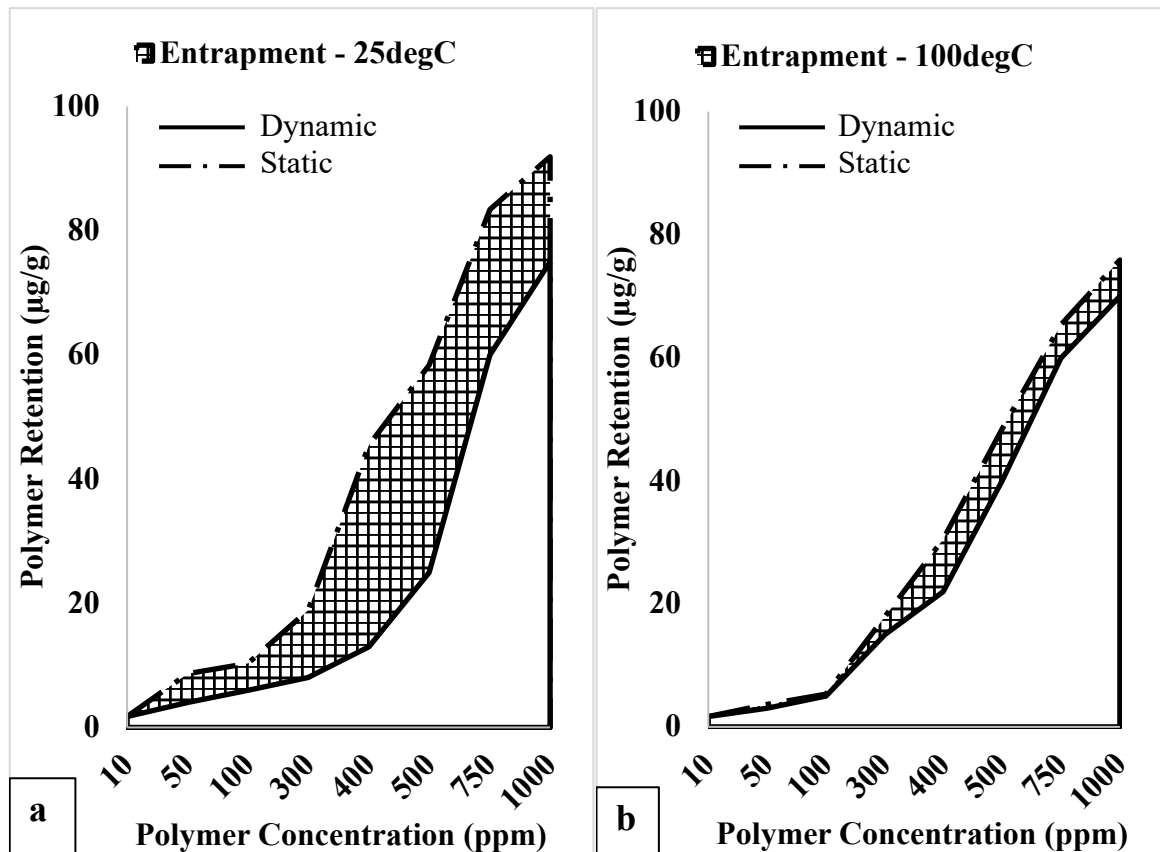 Entrapment - 25degC
100
Dynamic
Static
80
60
40
20
0
Polymer Retention (µg/g)
10
50
100
300
400
500
750
1000
Polymer Concentration (ppm)
a
Entrapment - 100degC
100
Dynamic
Static
80
60
40
20
0
Polymer Retention (µg/g)
10
50
100
300
400
500
750
1000
Polymer Concentration (ppm)
b